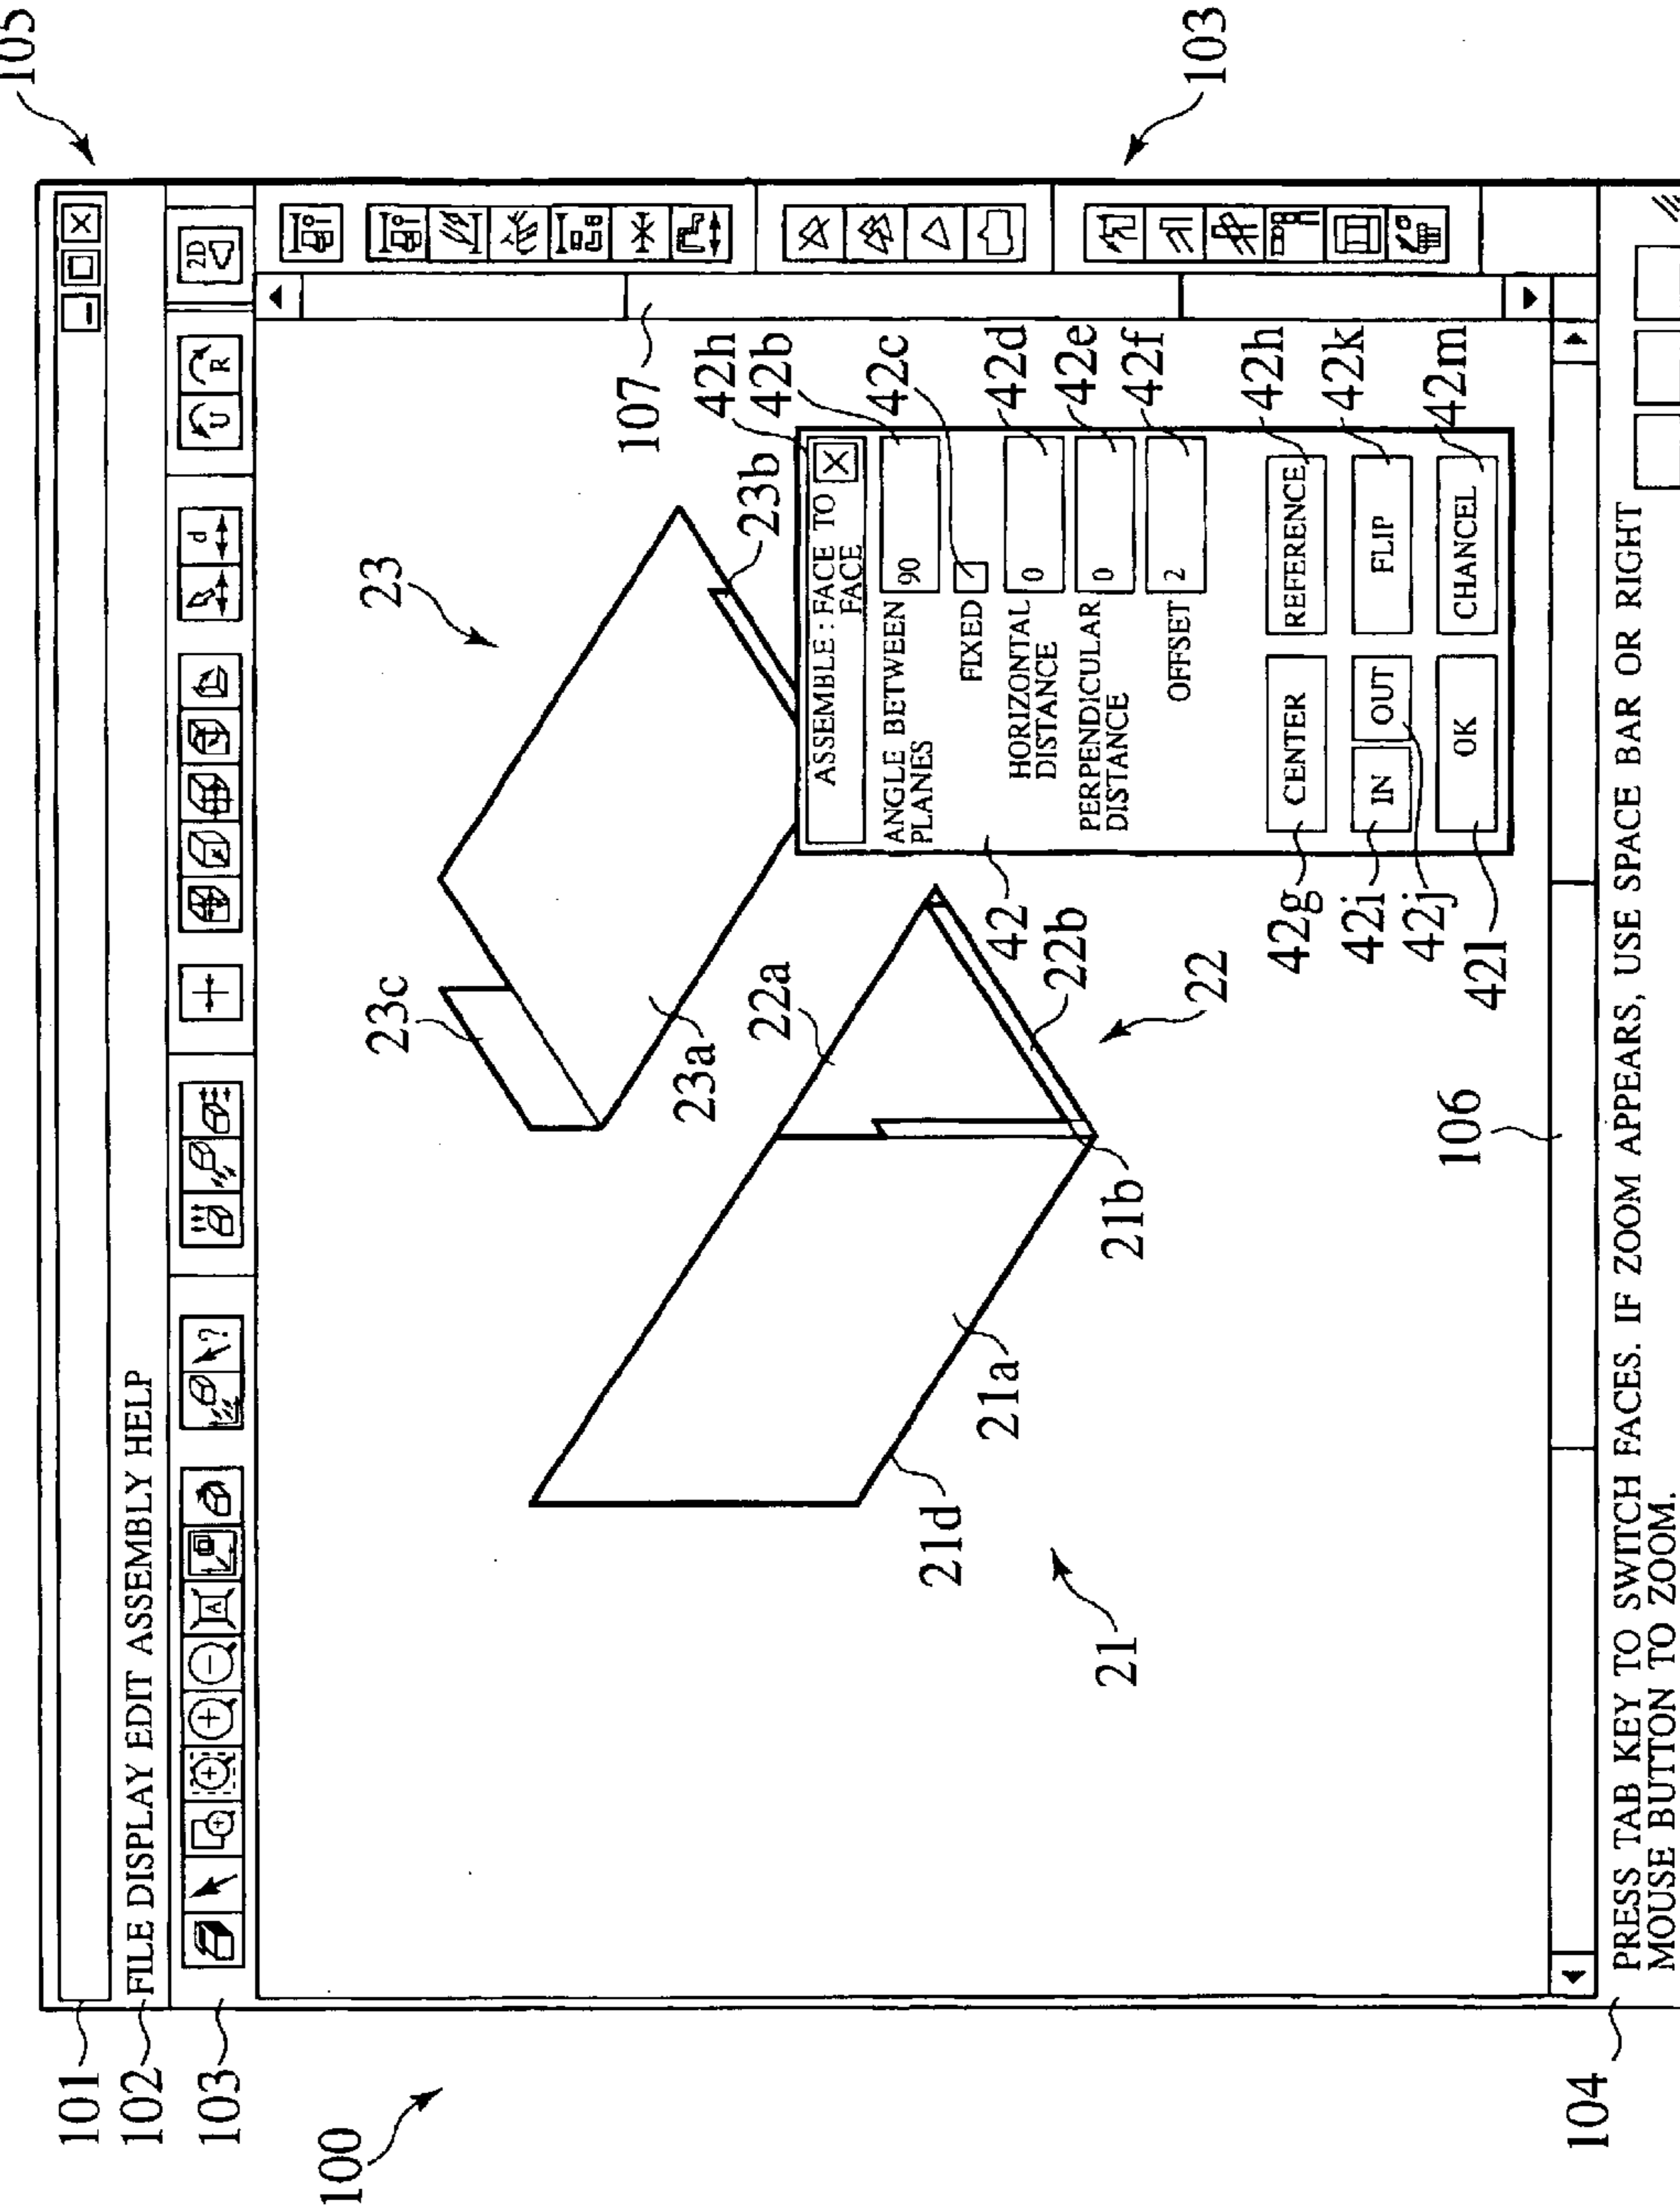 105
101
102
FILE DISPLAY EDIT ASSEMBLY HELP
103
A
?
d
U
R
2D
100
23
23c
23a
23b
107
22a
22b
22
21a
21b
21d
21
42h
42b
42c
42d
42e
42f
42h
42k
42m
ASSEMBLE : FACE TO
FACE
ANGLE BETWEEN
PLANES
90
FIXED
HORIZONTAL
DISTANCE
0
PERPENDICULAR
DISTANCE
0
OFFSET
2
CENTER
REFERENCE
IN
OUT
FLIP
OK
CHANCEL
42
42g
42i
42j
42l
103
106
104
PRESS TAB KEY TO SWITCH FACES. IF ZOOM APPEARS, USE SPACE BAR OR RIGHT
MOUSE BUTTON TO ZOOM.